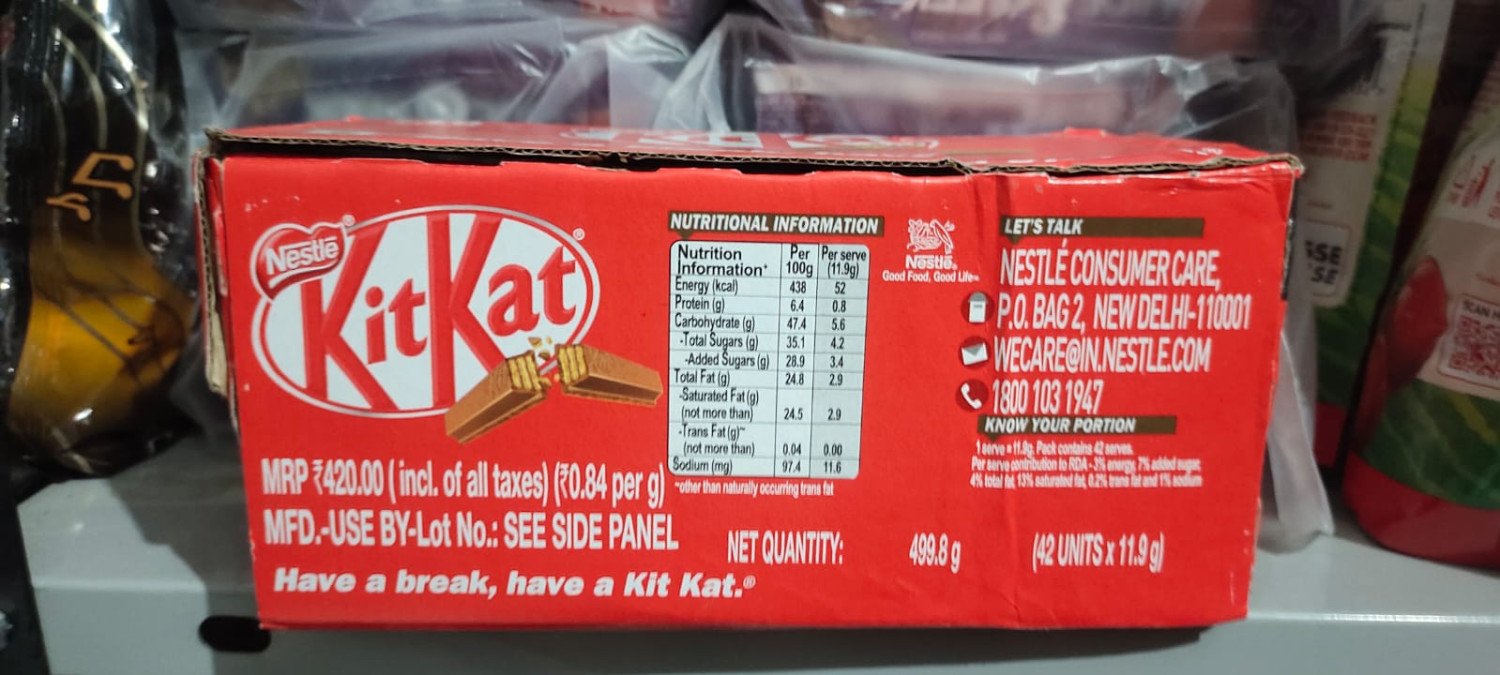 Nestlé®
KitKat®
MRP ₹420.00 (incl. of all taxes) (₹0.84 per g)
MFD.-USE BY-Lot No.: SEE SIDE PANEL
Have a break, have a Kit Kat.®
NUTRITIONAL INFORMATION
Nutrition Information* Per 100g Per serve (11.9g)
Energy (kcal) 438 52
Protein (g) 6.4 0.8
Carbohydrate (g) 47.4 5.6
-Total Sugars (g) 35.1 4.2
-Added Sugars (g) 28.9 3.4
Total Fat (g) 24.8 2.9
-Saturated Fat (g)
(not more than) 24.5 2.9
-Trans Fat (g)~
(not more than) 0.04 0.00
Sodium (mg) 97.4 11.6
~other than naturally occurring trans fat
NET QUANTITY: 499.8 g (42 UNITS x 11.9 g)
Nestlé
Good Food, Good Life
LET'S TALK
NESTLÉ CONSUMER CARE,
P.O. BAG 2, NEW DELHI-110001
WECARE@IN.NESTLE.COM
1800 103 1947
KNOW YOUR PORTION
1 serve = 11.9g. Pack contains 42 serves.
Per serve contribution to RDA - 3% energy, 7% added sugar,
4% total fat, 13% saturated fat, 0.2% trans fat and 1% sodium